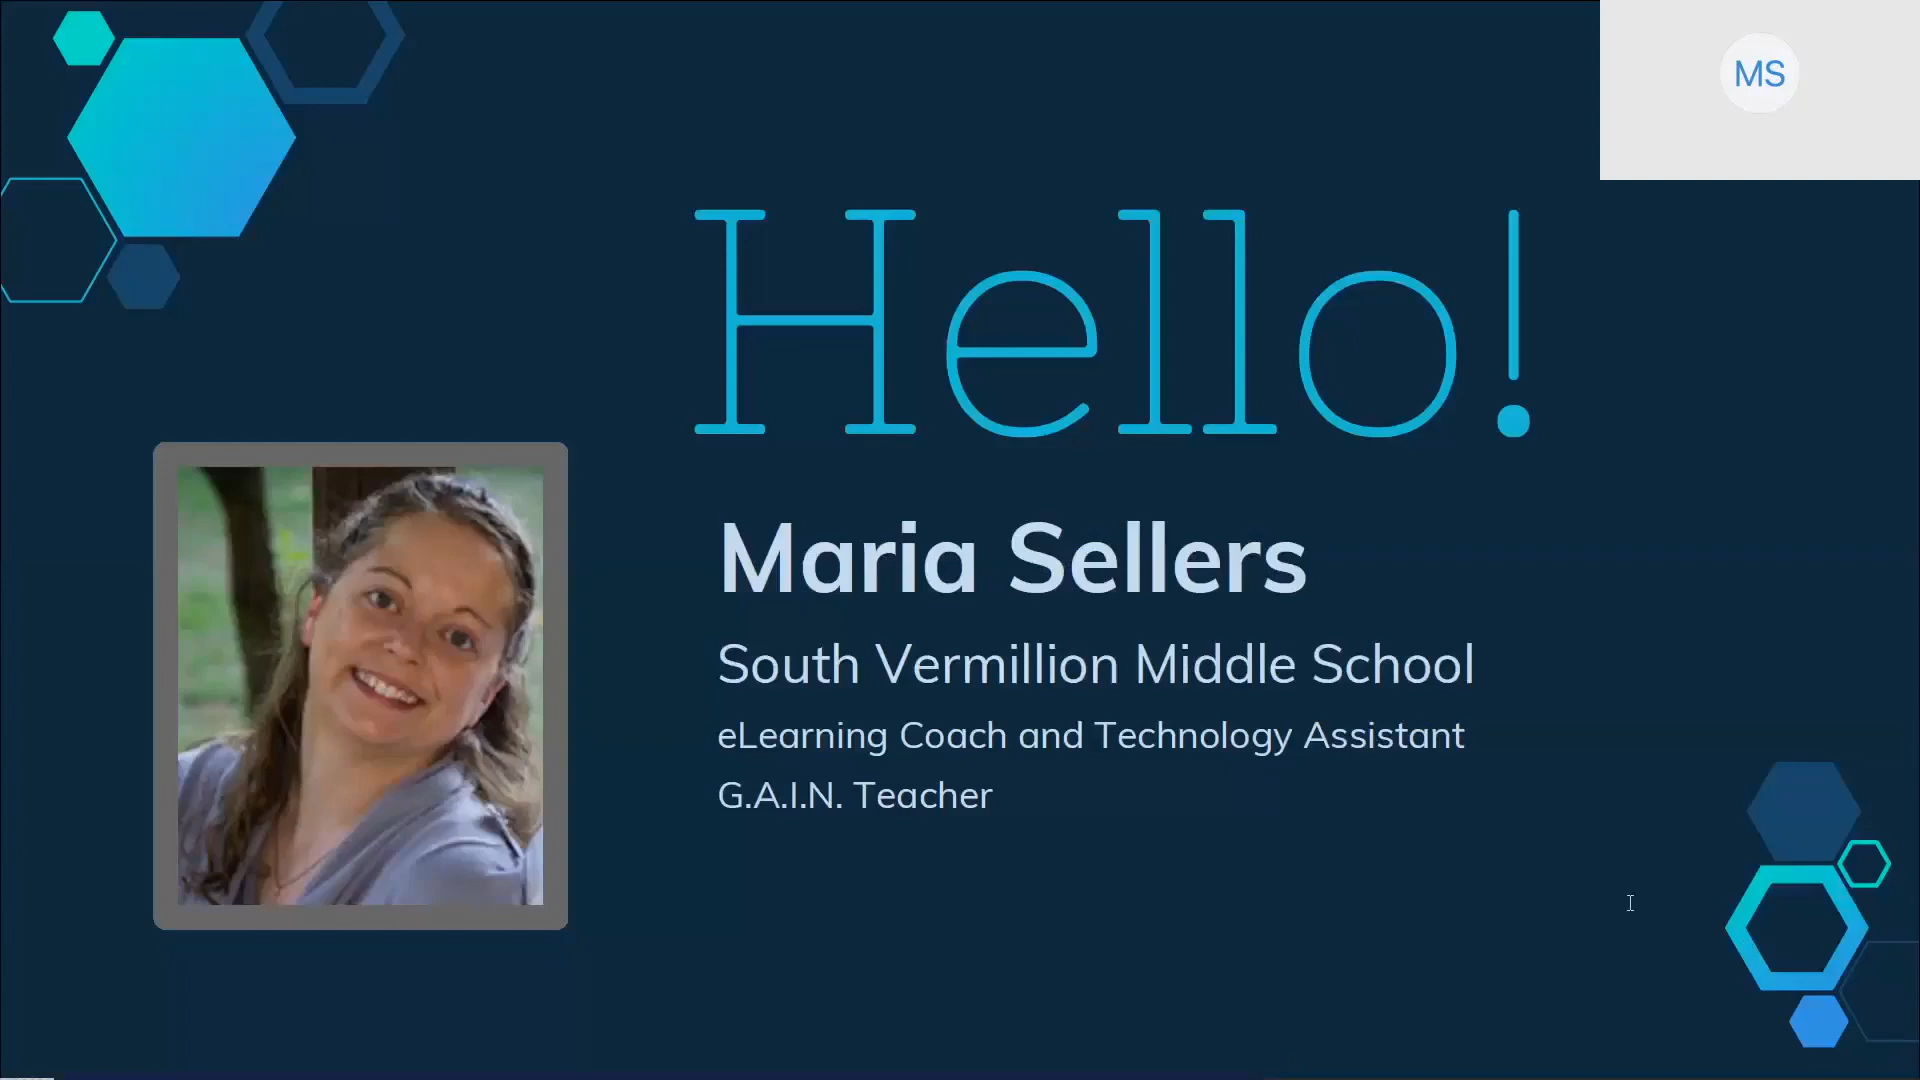 MS
Hello!
Maria Sellers
South Vermillion Middle School
eLearning Coach and Technology Assistant
G.A.I.N. Teacher